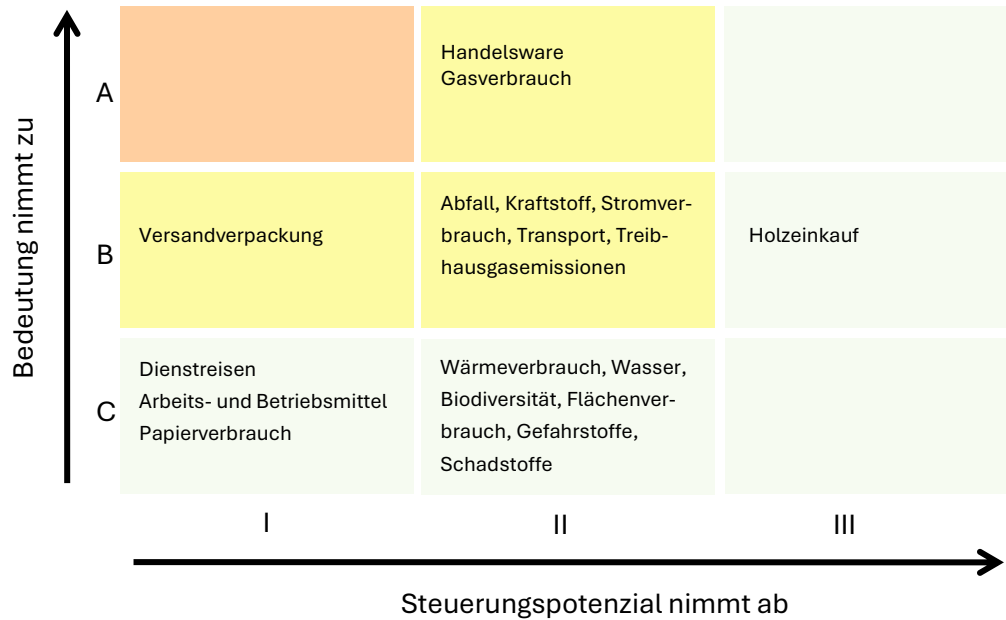 Bedeutung nimmt zu
A
Handelsware
Gasverbrauch
B
Versandverpackung
Abfall, Kraftstoff, Stromver-
brauch, Transport, Treib-
hausgasemissionen
Holzeinkauf
C
Dienstreisen
Arbeits- und Betriebsmittel
Papierverbrauch
Wärmeverbrauch, Wasser,
Biodiversität, Flächenver-
brauch, Gefahrstoffe,
Schadstoffe
I
II
III
Steuerungspotenzial nimmt ab